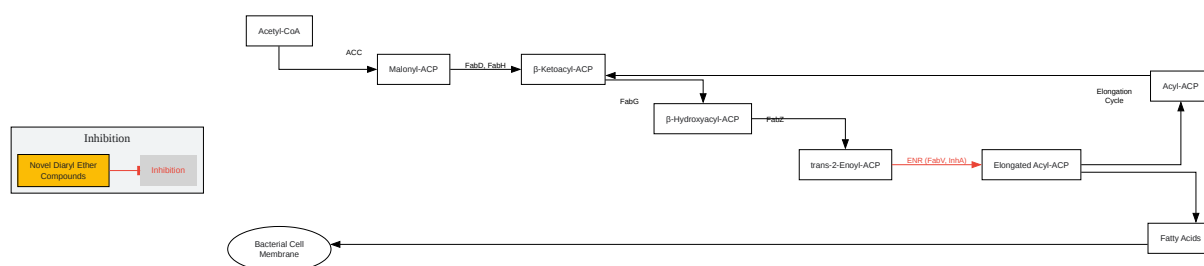 Acetyl-CoA
ACC
Malonyl-ACP
FabD, FabH
β-Ketoacyl-ACP
Acyl-ACP
Elongation
Cycle
FabG
β-Hydroxyacyl-ACP
FabZ
Inhibition
Novel Diaryl Ether
Compounds
Inhibition
trans-2-Enoyl-ACP
ENR (FabV, InhA)
Elongated Acyl-ACP
Bacterial Cell
Membrane
Fatty Acids